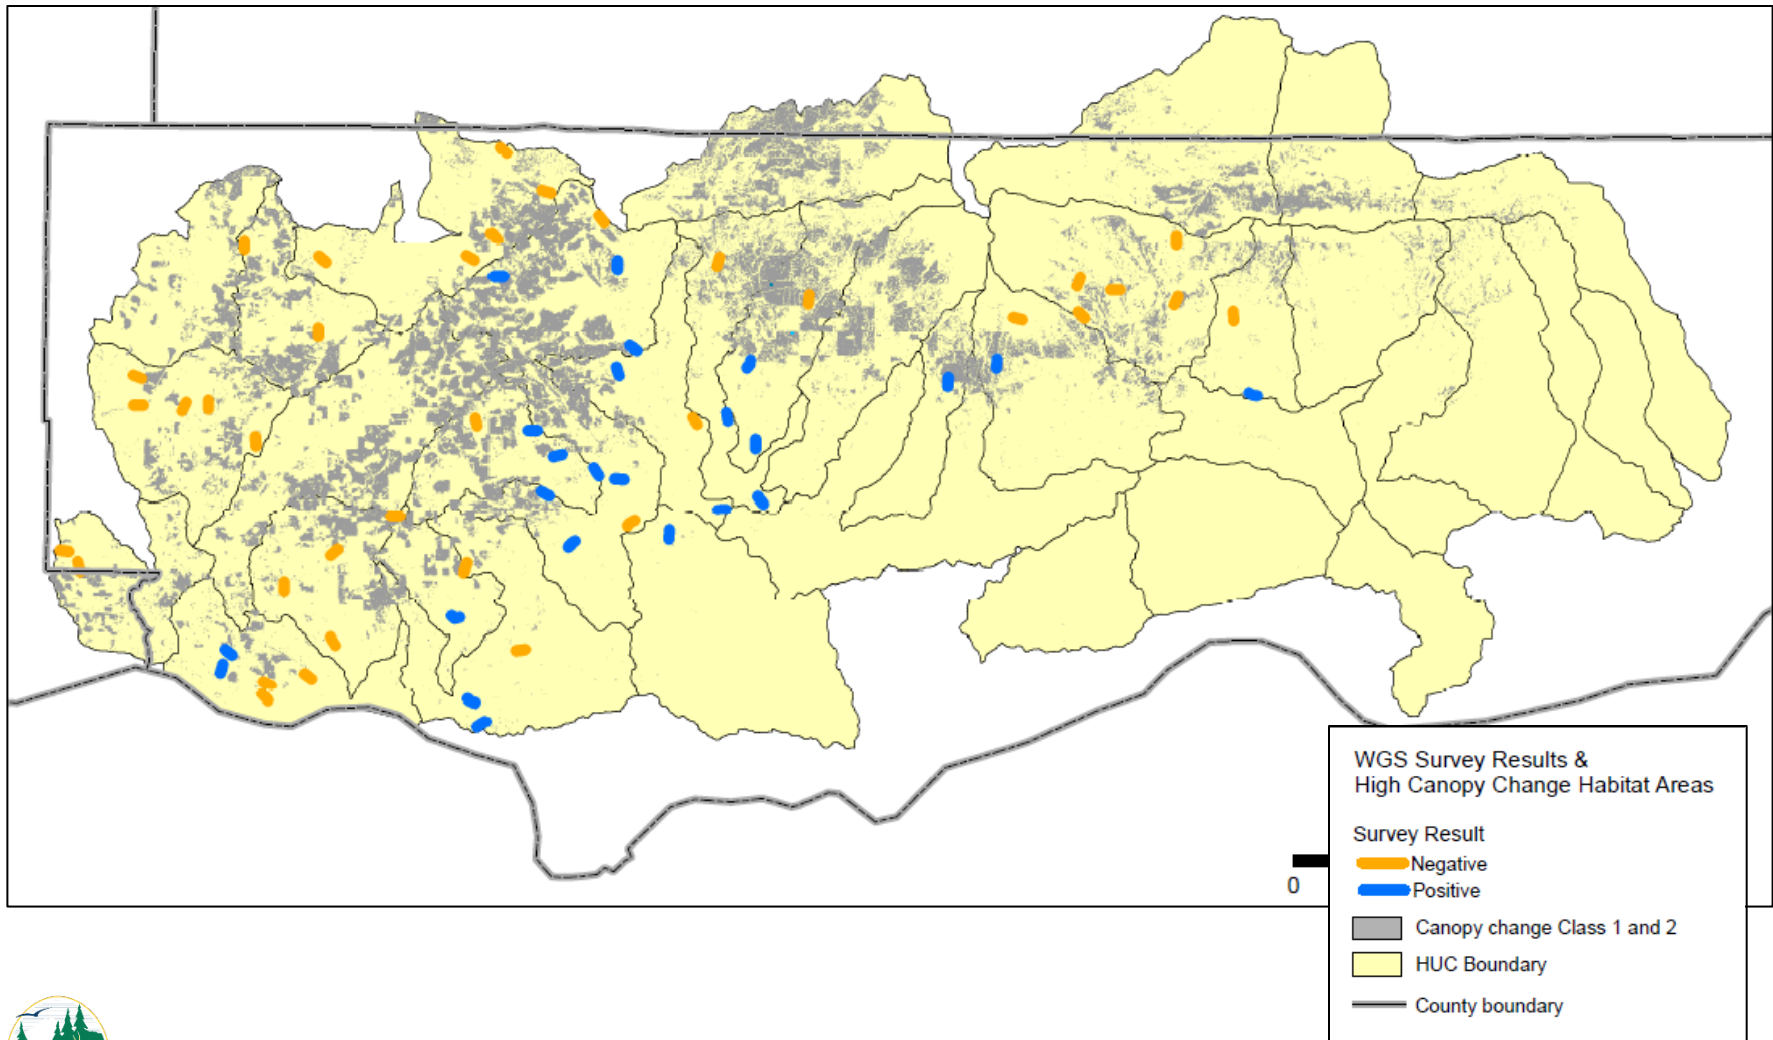 WGS Survey Results &
High Canopy Change Habitat Areas
Survey Result
Negative
Positive
0
Canopy change Class 1 and 2
HUC Boundary
County boundary